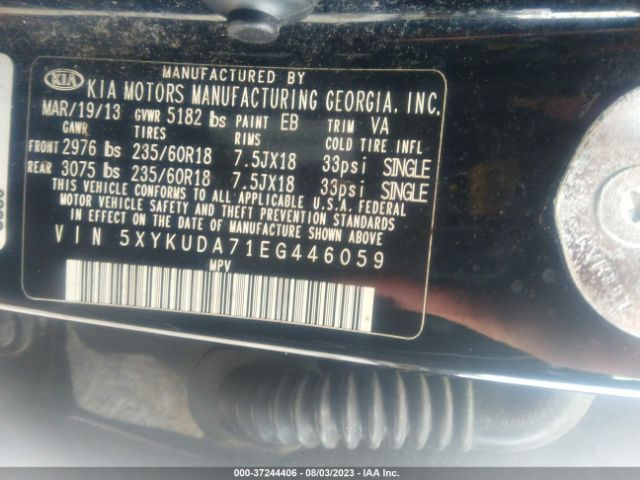 MANUFACTURED BY
KIA KIA MOTORS MANUFACTURING GEORGIA, INC.
MAR/19/13 GVWR 5182 lbs PAINT EB TRIM VA
GAWR TIRES RIMS COLD TIRE INFL
FRONT 2976 lbs 235/60R18 7.5JX18 33psi SINGLE
REAR 3075 lbs 235/60R18 7.5JX18 33psi SINGLE
THIS VEHICLE CONFORMS TO ALL APPLICABLE U.S.A. FEDERAL
MOTOR VEHICLE SAFETY AND THEFT PREVENTION STANDARDS
IN EFFECT ON THE DATE OF MANUFACTURE SHOWN ABOVE
VIN 5XYKUDA71EG446059
MPV
000-37244406 - 08/03/2023 - IAA Inc.